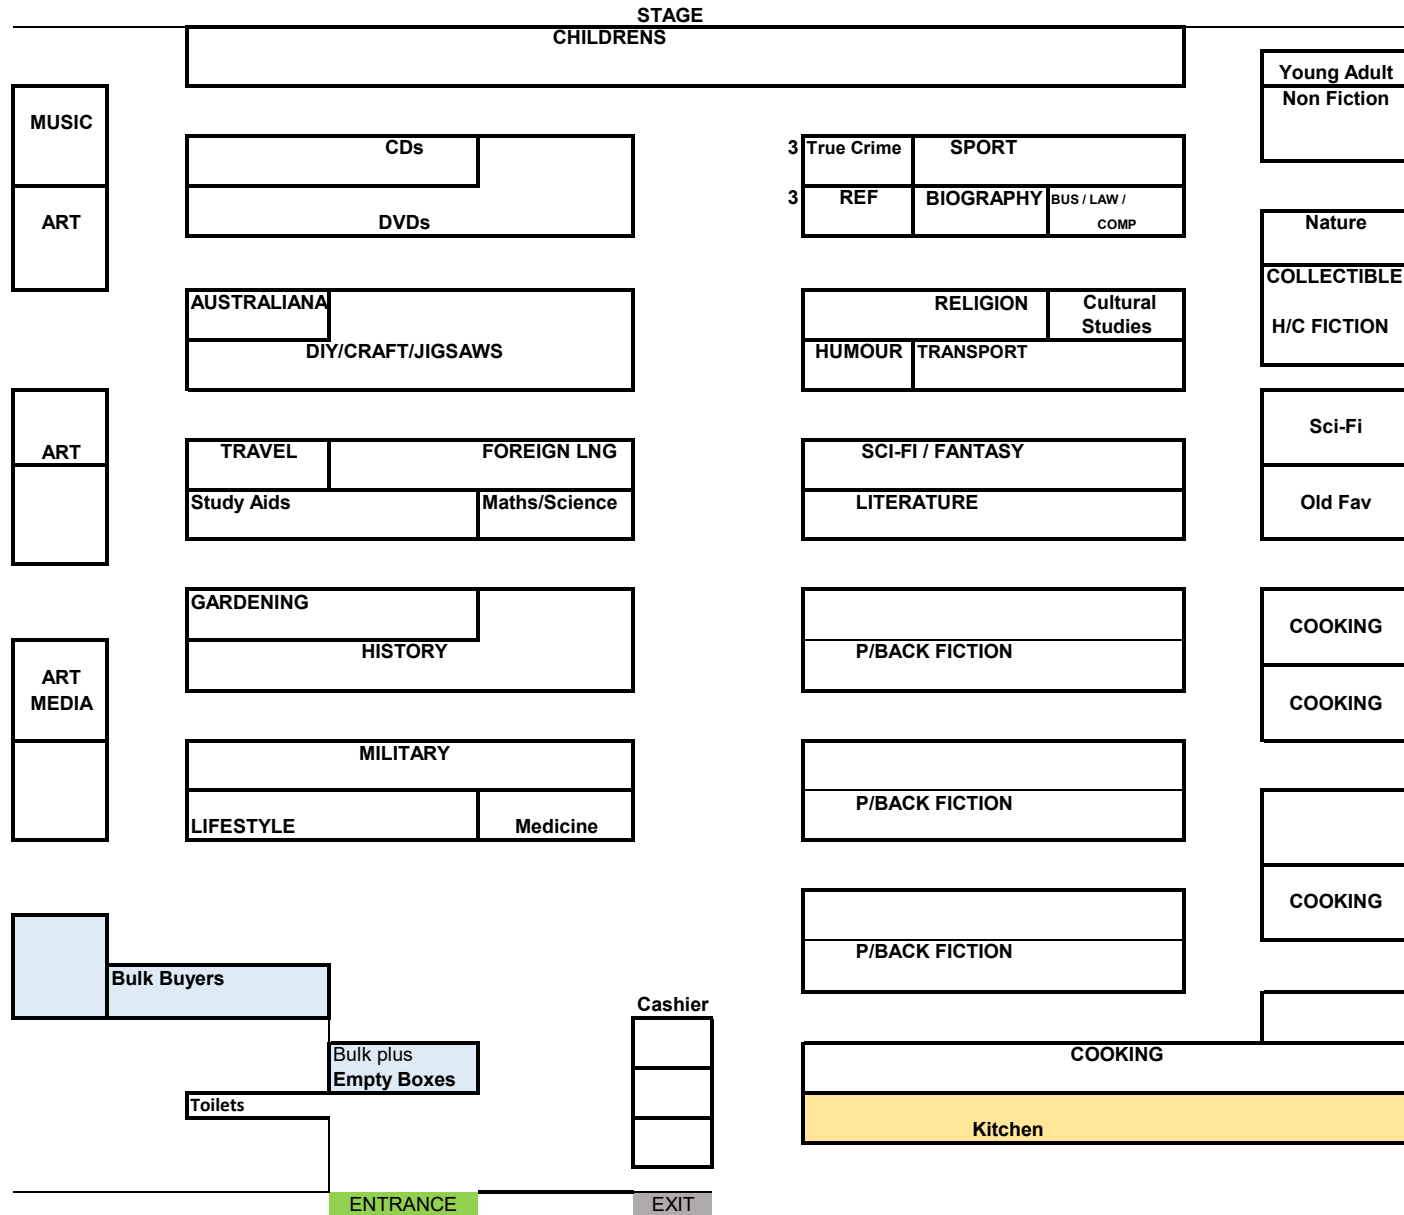 STAGE
CHILDRENS
Young Adult
Non Fiction
MUSIC
CDs
3 True Crime SPORT
3 REF BIOGRAPHY BUS / LAW /
COMP
ART
DVDs
Nature
COLLECTIBLE
H/C FICTION
AUSTRALIANA
DIY/CRAFT/JIGSAWS
RELIGION
Cultural
Studies
HUMOUR TRANSPORT
ART
TRAVEL FOREIGN LNG
Study Aids Maths/Science
SCI-FI / FANTASY
LITERATURE
Sci-Fi
Old Fav
GARDENING
HISTORY
P/BACK FICTION
COOKING
COOKING
ART
MEDIA
MILITARY
LIFESTYLE Medicine
P/BACK FICTION
COOKING
P/BACK FICTION
Bulk Buyers
Cashier
Bulk plus
Empty Boxes
COOKING
Toilets
Kitchen
ENTRANCE
EXIT